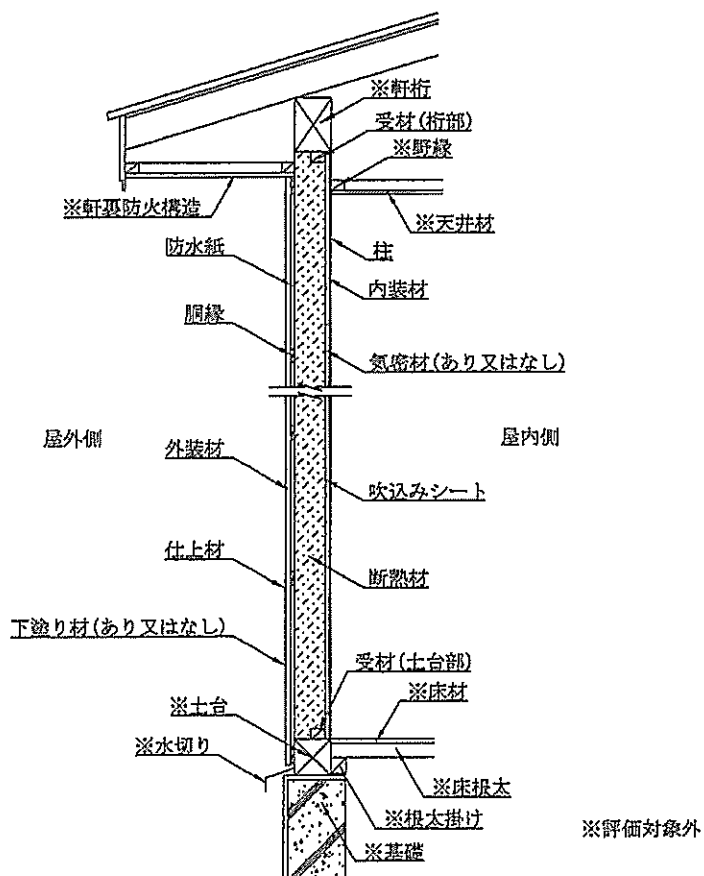 ※軒桁
受材(桁部)
※野縁
※軒裏防火構造
※天井材
防水紙
柱
内装材
胴縁
気密材(あり又はなし)
屋外側
屋内側
外装材
吹込みシート
仕上材
断熱材
下塗り材(あり又はなし)
受材(土台部)
※床材
※土台
※水切り
※床根太
※根太掛け
※基礎
※評価対象外